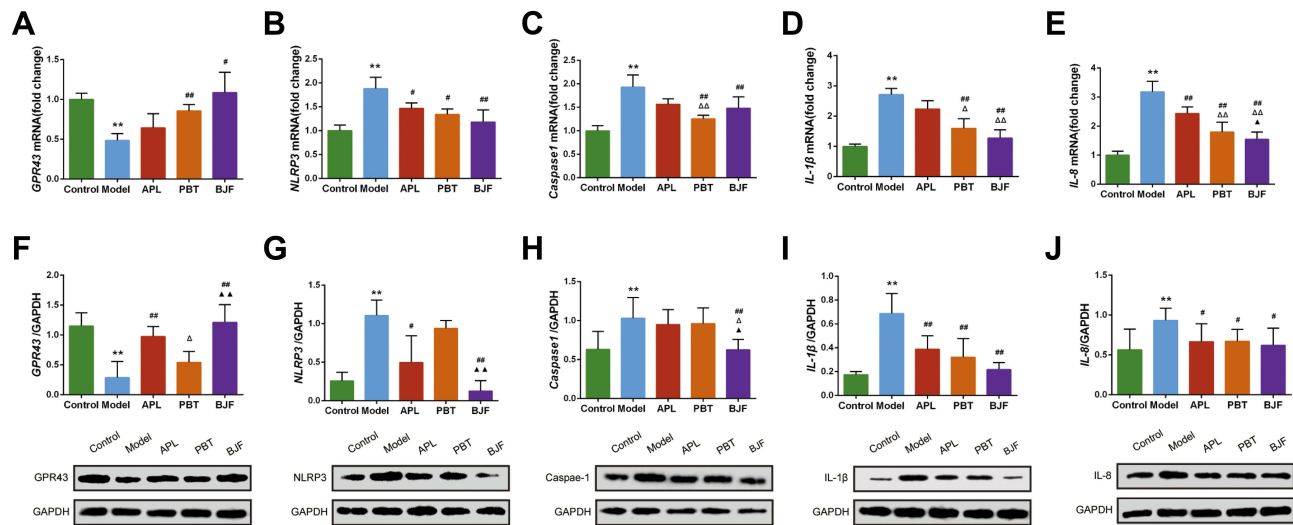 A
GPR43 mRNA(fold change)
1.5
1.0
0.5
0.0
**
##
#
Control Model APL PBT BJF
B
NLRP3 mRNA(fold change)
2.5
2.0
1.5
1.0
0.5
0.0
**
#
#
##
Control Model APL PBT BJF
C
Caspase1 mRNA(fold change)
2.5
2.0
1.5
1.0
0.5
0.0
**
##
ΔΔ
##
Control Model APL PBT BJF
D
IL-1β mRNA(fold change)
4
3
2
1
0
**
##
Δ
##
ΔΔ
Control Model APL PBT BJF
E
IL-8 mRNA(fold change)
4
3
2
1
0
**
##
##
ΔΔ
##
ΔΔ
▲
Control Model APL PBT BJF
F
GPR43 /GAPDH
2.0
1.5
1.0
0.5
0.0
**
##
Δ
##
▲▲
Control Model APL PBT BJF
Control Model APL PBT BJF
GPR43
GAPDH
G
NLRP3 /GAPDH
1.5
1.0
0.5
0.0
**
#
##
▲▲
Control Model APL PBT BJF
Control Model APL PBT BJF
NLRP3
GAPDH
H
Caspase1 /GAPDH
2.0
1.5
1.0
0.5
0.0
**
##
Δ
▲
Control Model APL PBT BJF
Control Model APL PBT BJF
Caspae-1
GAPDH
I
IL-1β /GAPDH
1.0
0.8
0.6
0.4
0.2
0.0
**
##
##
##
Control Model APL PBT BJF
Control Model APL PBT BJF
IL-1β
GAPDH
J
IL-8/GAPDH
1.5
1.0
0.5
0.0
**
#
#
#
Control Model APL PBT BJF
Control Model APL PBT BJF
IL-8
GAPDH